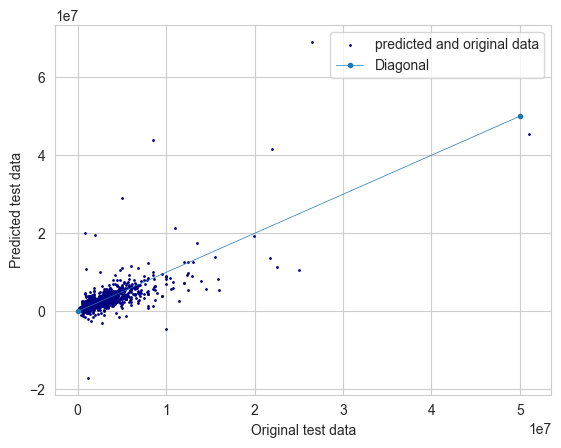 1e7
predicted and original data
Diagonal
6
4
2
0
−2
Predicted test data
0
1
2
3
4
5
1e7
Original test data